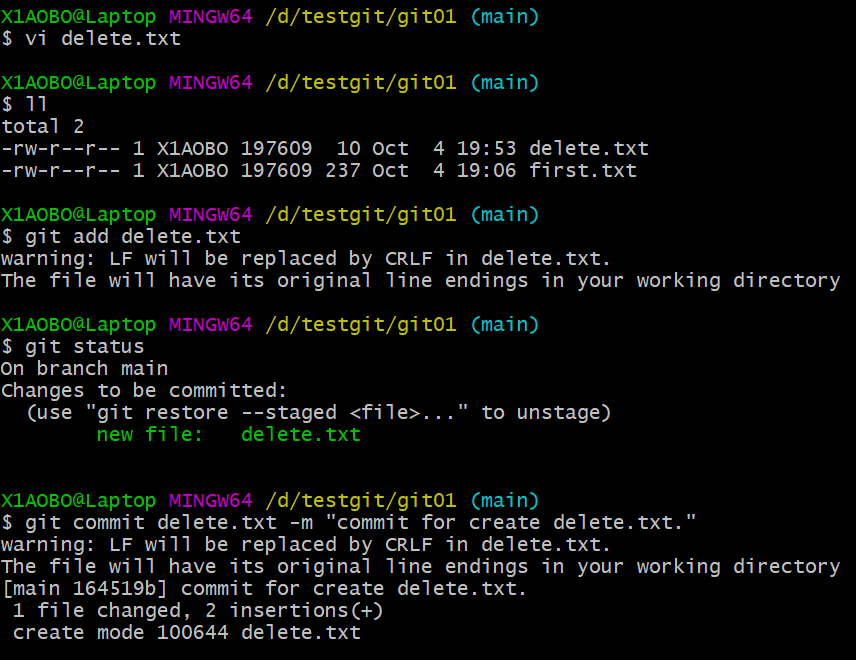 X1AOBO@Laptop MINGW64 /d/testgit/git01 (main)
$ vi delete.txt
X1AOBO@Laptop MINGW64 /d/testgit/git01 (main)
$ ll
total 2
-rw-r--r-- 1 X1AOBO 197609  10 Oct  4 19:53 delete.txt
-rw-r--r-- 1 X1AOBO 197609 237 Oct  4 19:06 first.txt
X1AOBO@Laptop MINGW64 /d/testgit/git01 (main)
$ git add delete.txt
warning: LF will be replaced by CRLF in delete.txt.
The file will have its original line endings in your working directory
X1AOBO@Laptop MINGW64 /d/testgit/git01 (main)
$ git status
On branch main
Changes to be committed:
  (use "git restore --staged <file>..." to unstage)
        new file:   delete.txt
X1AOBO@Laptop MINGW64 /d/testgit/git01 (main)
$ git commit delete.txt -m "commit for create delete.txt."
warning: LF will be replaced by CRLF in delete.txt.
The file will have its original line endings in your working directory
[main 164519b] commit for create delete.txt.
 1 file changed, 2 insertions(+)
 create mode 100644 delete.txt